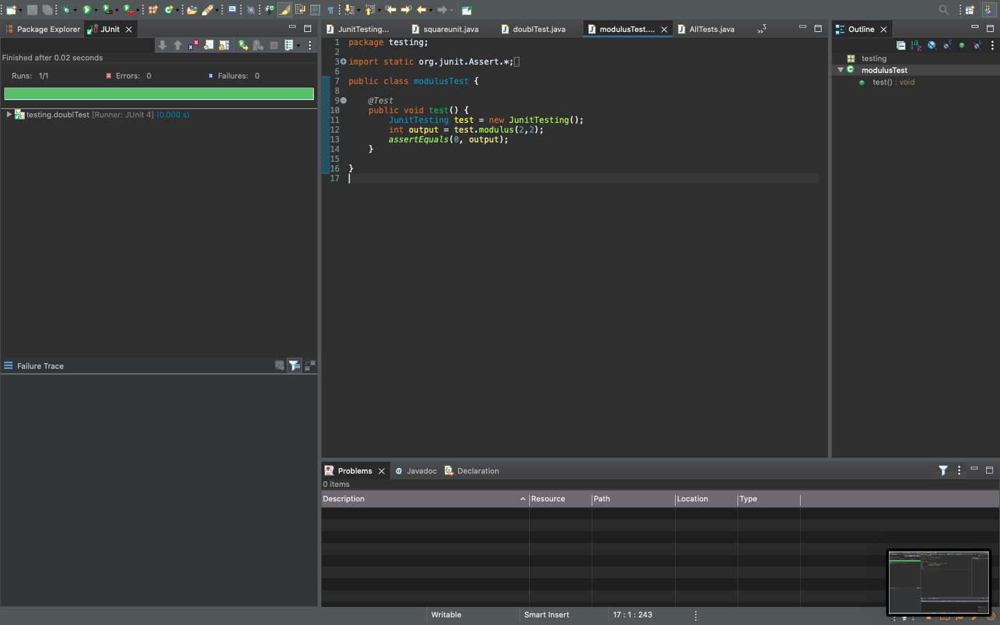 Package Explorer
JUnit
Finished after 0.02 seconds
Runs: 1/1
Errors: 0
Failures: 0
testing.doublTest [Runner: JUnit 4] (0.000 s)
Failure Trace
JunitTesting...
squareunit.java
doublTest.java
modulusTest....
AllTests.java
»2
1 package testing;
2
3 import static org.junit.Assert.*;
6
7 public class modulusTest {
8
9 @Test
10 public void test() {
11 JunitTesting test = new JunitTesting();
12 int output = test.modulus(2,2);
13 assertEquals(0, output);
14 }
15
16 }
17
Outline
testing
modulusTest
test() : void
Problems
Javadoc
Declaration
0 items
Description Resource Path Location Type
Writable
Smart Insert
17 : 1 : 243